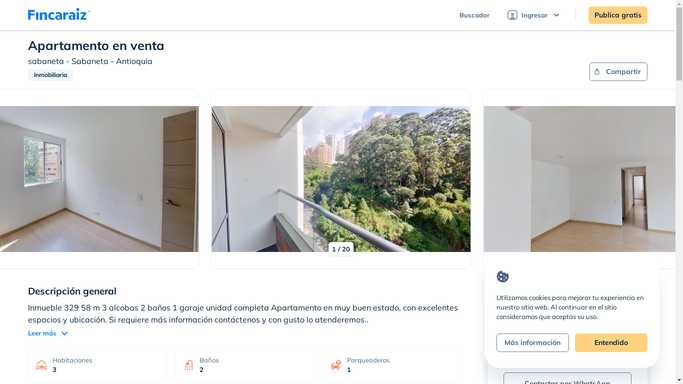 Fincaraiz
Buscador
Ingresar
Publica gratis
Apartamento en venta
sabaneta - Sabaneta - Antioquia
Inmobiliaria
Compartir
1 / 20
Descripción general
Inmueble 329 58 m 3 alcobas 2 baños 1 garaje unidad completa Apartamento en muy buen estado, con excelentes
espacios y ubicación. Si requiere más información contáctenos y con gusto lo atenderemos..
Leer más
Habitaciones
3
Baños
2
Parqueaderos
1
Utilizamos cookies para mejorar tu experiencia en
nuestro sitio web. Al continuar en el sitio
consideramos que aceptas su uso.
Más información
Entendido
Contactar por WhatsApp